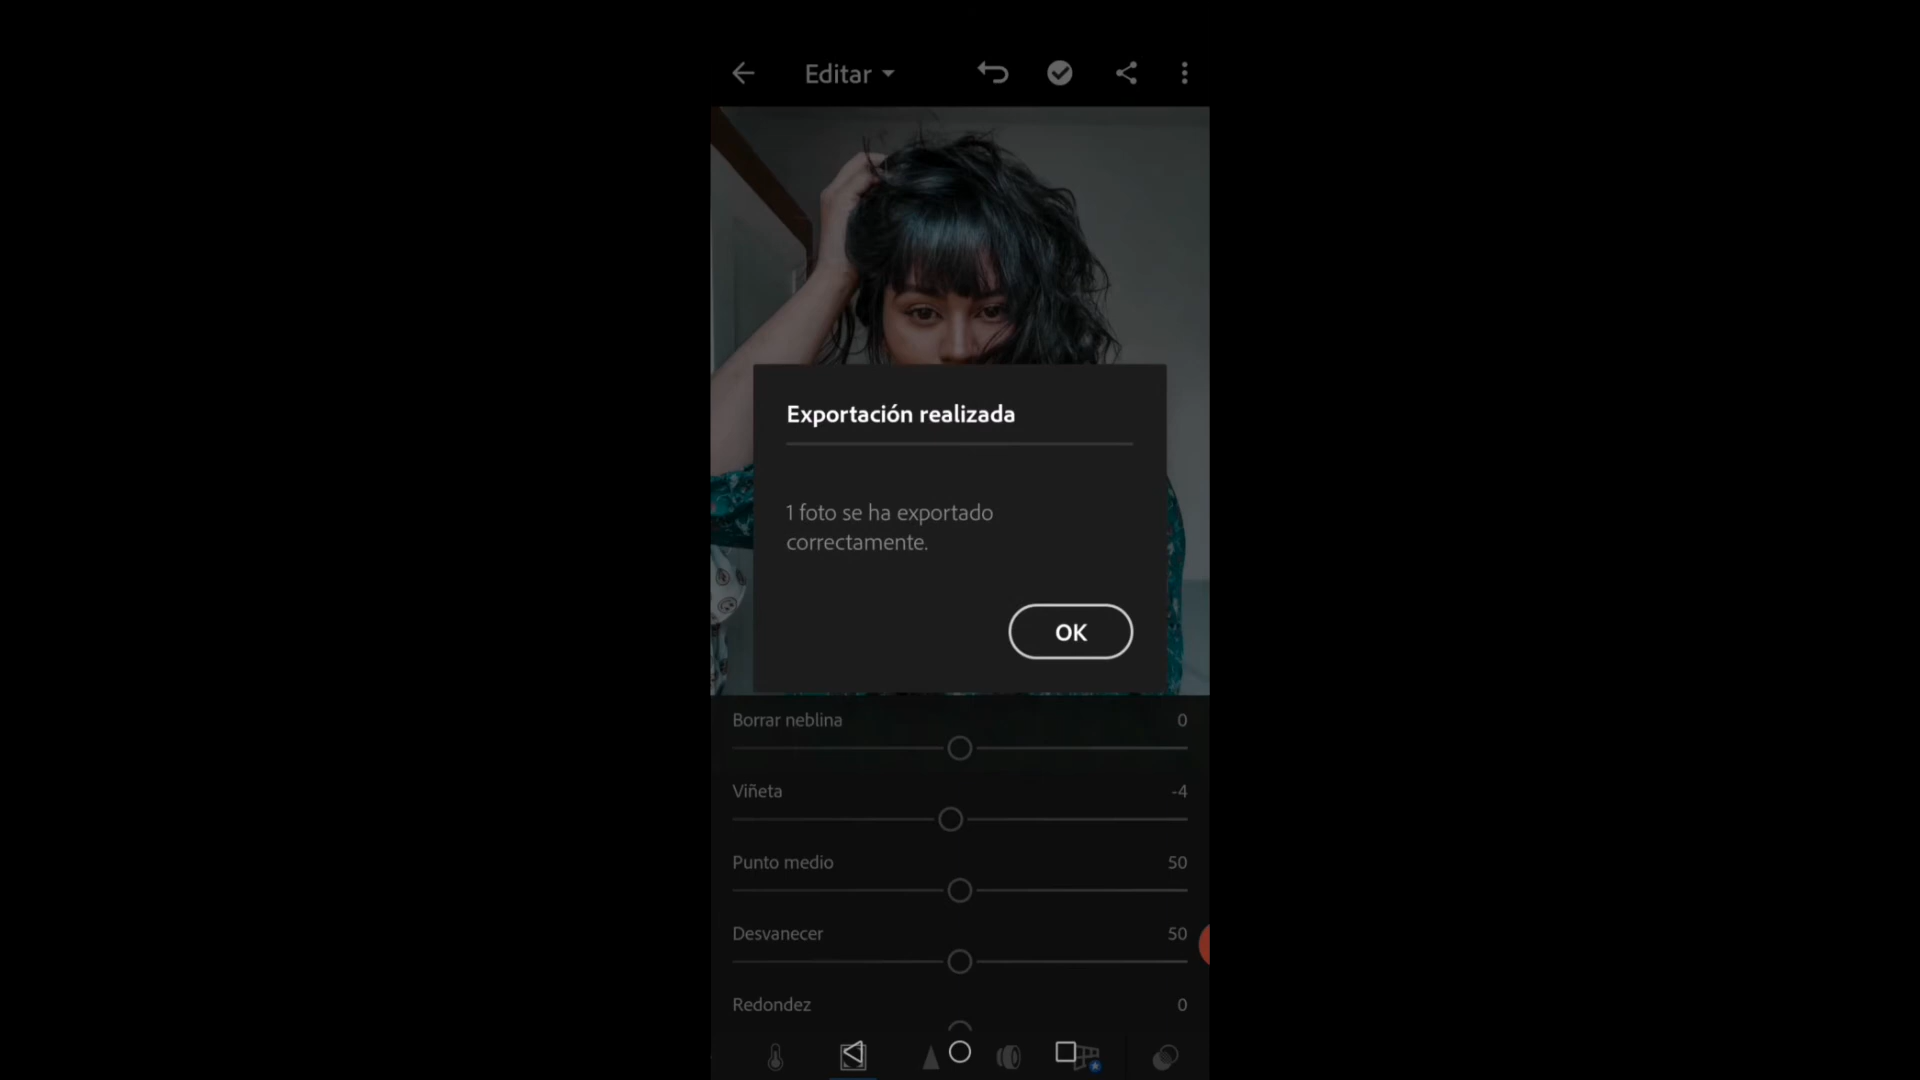 Editar
Exportación realizada
1 foto se ha exportado
correctamente.
OK
Borrar neblina 0
Viñeta -4
Punto medio 50
Desvanecer 50
Redondez 0